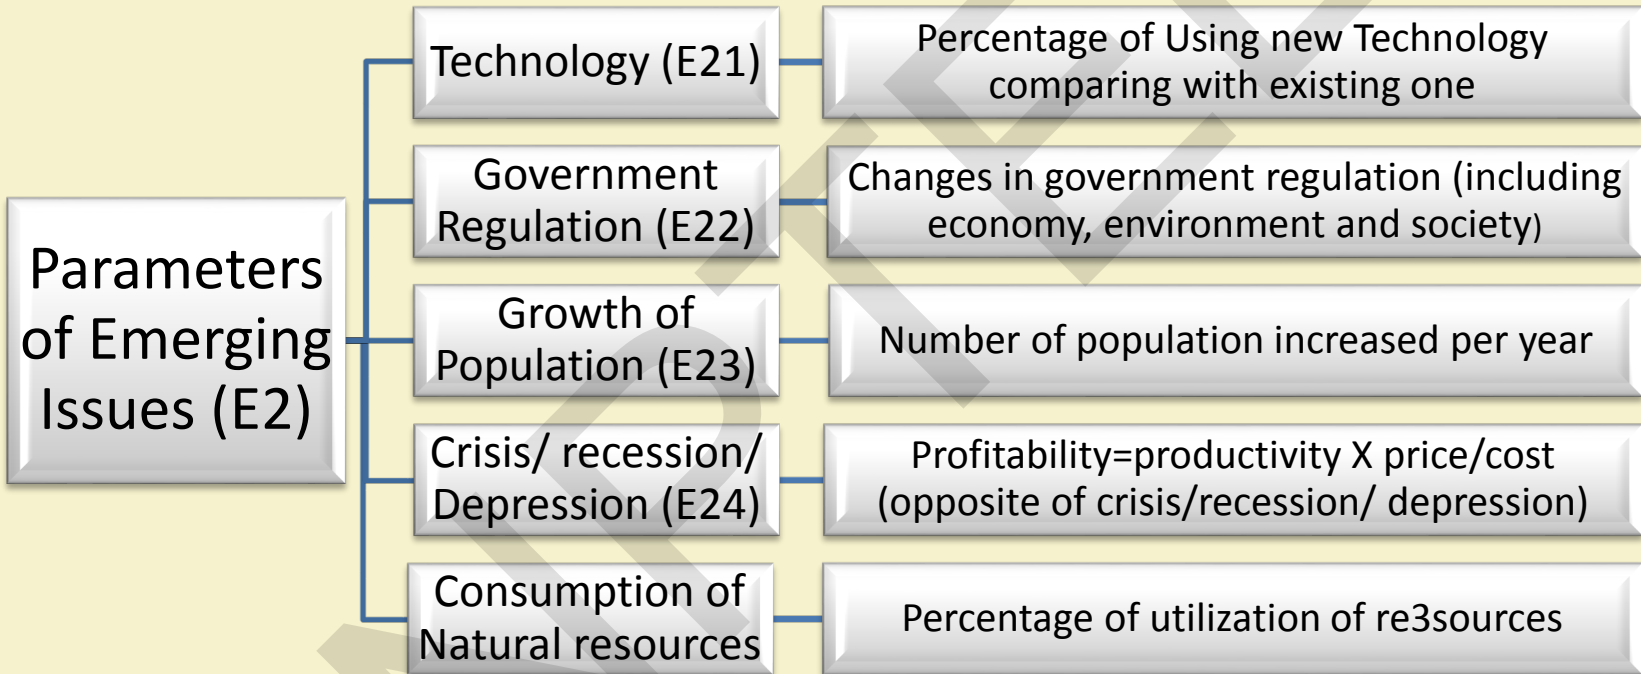 Technology (E21)
Percentage of Using new Technology
comparing with existing one
Government
Regulation (E22)
Changes in government regulation (including
economy, environment and society)
Parameters
of Emerging
Issues (E2)
Growth of
Population (E23)
Number of population increased per year
Crisis/ recession/
Depression (E24)
Profitability=productivity X price/cost
(opposite of crisis/recession/ depression)
Consumption of
Natural resources
Percentage of utilization of re3sources
NPTEL